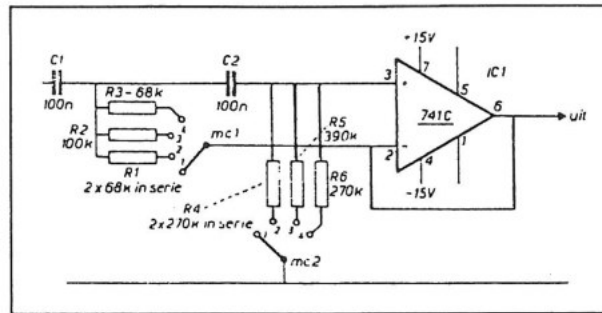 C1
100n
C2
100n
R3-68k
R2
100k
R1
2x68k in serie
4
3
2
1
mc1
R4
2x270k in serie
R5
390k
R6
270k
1
2
3
4
mc2
+15V
7
IC1
3
5
741C
6
uit
2
4
1
-15V